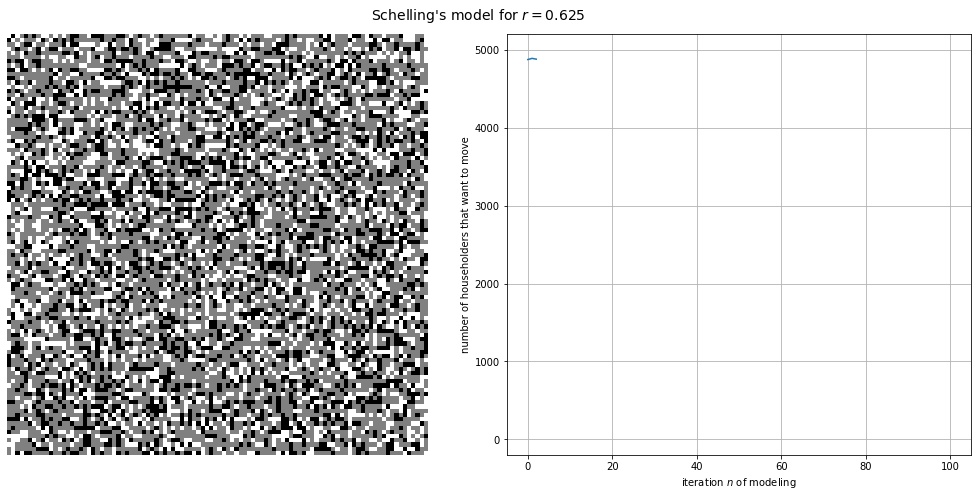 Schelling's model for r = 0.625
number of householders that want to move
5000
4000
3000
2000
1000
0
0 20 40 60 80 100
iteration n of modeling